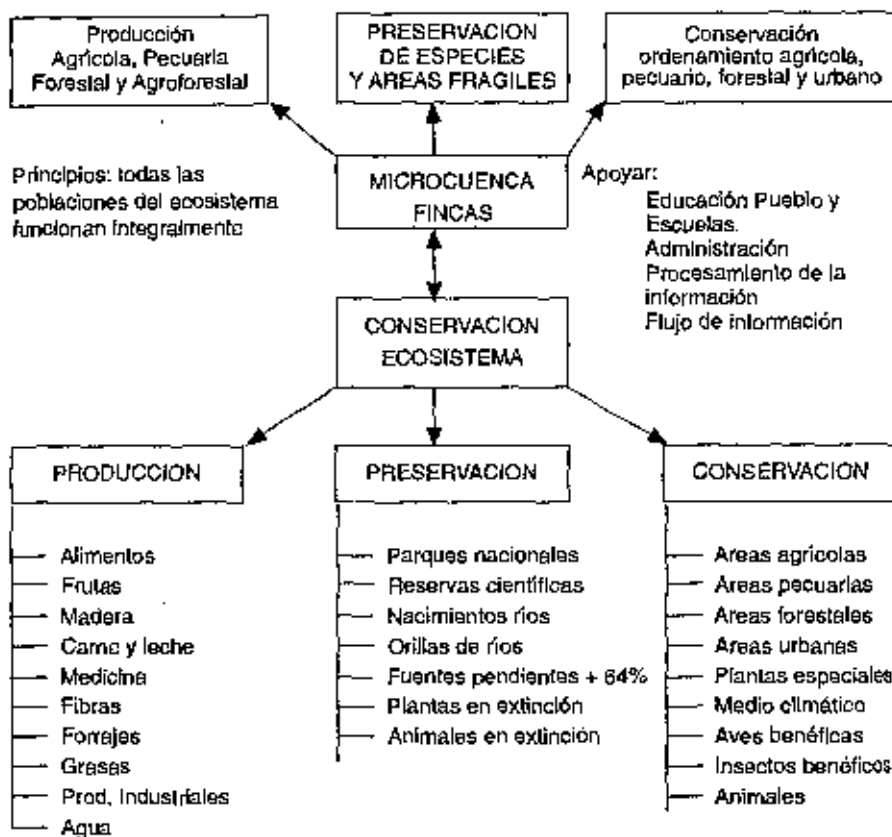 Producción
Agrícola, Pecuaria
Forestal y Agroforestal
PRESERVACION
DE ESPECIES
Y AREAS FRAGILES
Conservación
ordenamiento agrícola,
pecuario, forestal y urbano
Principios: todas las
poblaciones del ecosistema
funcionan integralmente
MICROCUENCA
FINCAS
Apoyar:
Educación Pueblo y
Escuelas.
Administración
Procesamiento de la
información
Flujo de información
CONSERVACION
ECOSISTEMA
PRODUCCION
Alimentos
Frutas
Madera
Carne y leche
Medicina
Fibras
Forrajes
Grasas
Prod. Industriales
Agua
PRESERVACION
Parques nacionales
Reservas científicas
Nacimientos ríos
Orillas de ríos
Fuentes pendientes + 64%
Plantas en extinción
Animales en extinción
CONSERVACION
Areas agrícolas
Areas pecuarias
Areas forestales
Areas urbanas
Plantas especiales
Medio climático
Aves benéficas
Insectos benéficos
Animales